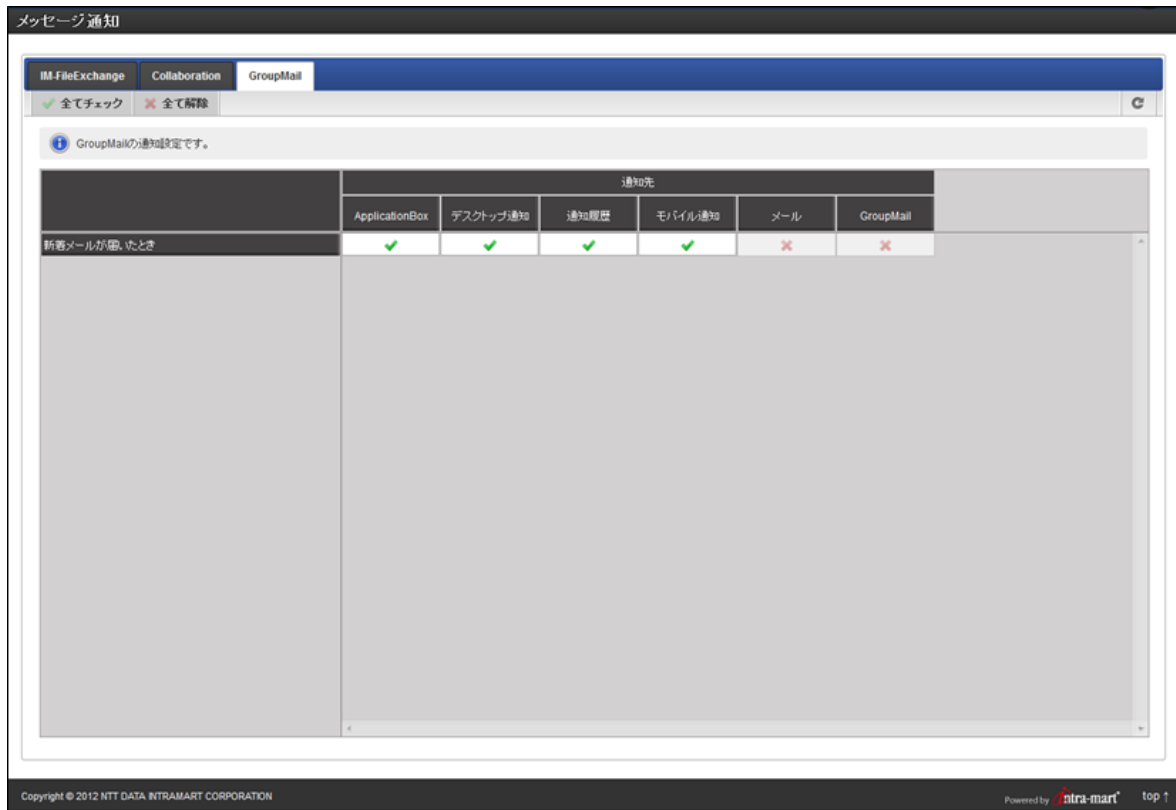 メッセージ通知
IM-FileExchange Collaboration GroupMail
全てチェック 全て解除
GroupMailの通知設定です。
通知先
ApplicationBox デスクトップ通知 通知履歴 モバイル通知 メール GroupMail
新着メールが届いたとき
Copyright © 2012 NTT DATA INTRAMART CORPORATION
Powered by intra-mart top ↑